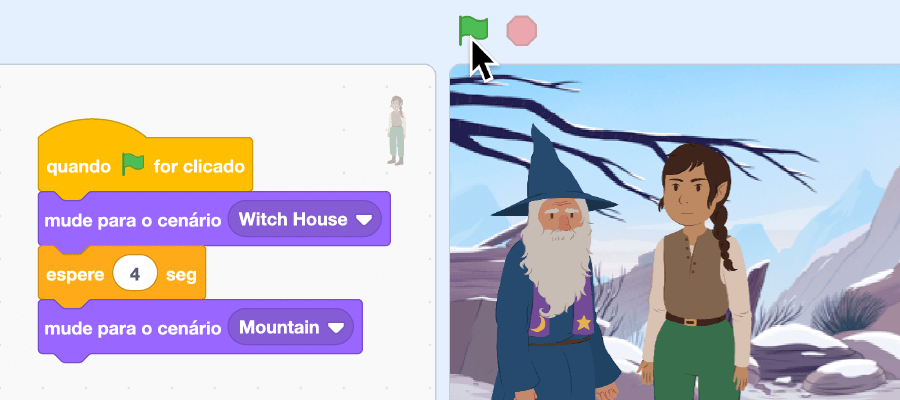 quando for clicado
mude para o cenário Witch House
espere 4 seg
mude para o cenário Mountain